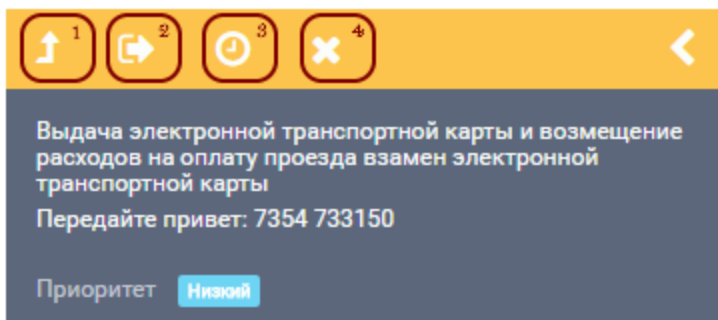 1 2 3 4
Выдача электронной транспортной карты и возмещение
расходов на оплату проезда взамен электронной
транспортной карты
Передайте привет: 7354 733150
Приоритет Низкий